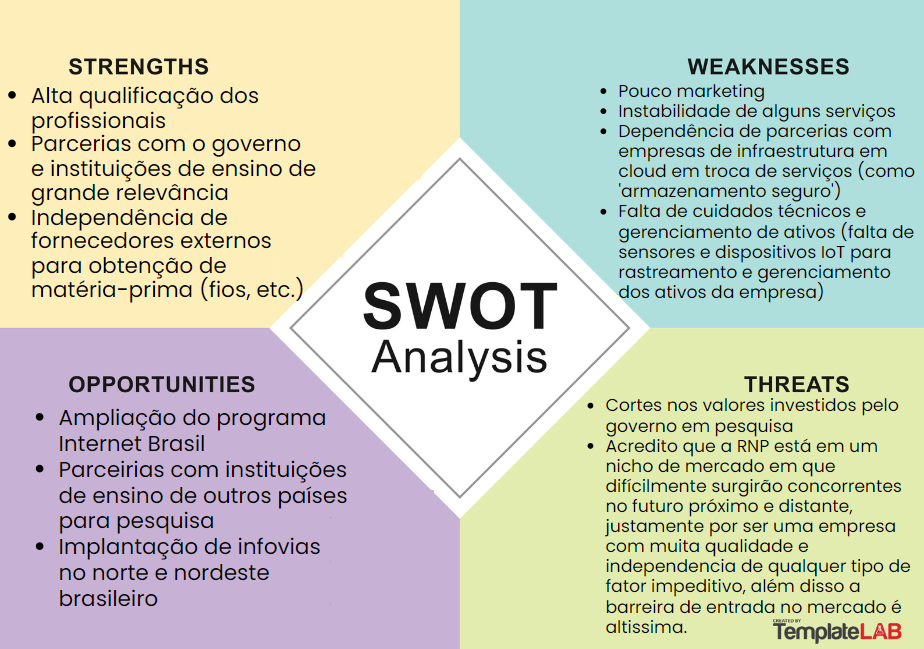 STRENGTHS
• Alta qualificação dos
profissionais
• Parcerias com o governo
e instituições de ensino de
grande relevância
• Independência de
fornecedores externos
para obtenção de
matéria-prima (fios, etc.)
WEAKNESSES
• Pouco marketing
• Instabilidade de alguns serviços
• Dependência de parcerias com
empresas de infraestrutura em
cloud em troca de serviços (como
'armazenamento seguro')
• Falta de cuidados técnicos e
gerenciamento de ativos (falta de
sensores e dispositivos IoT para
rastreamento e gerenciamento
dos ativos da empresa)
SWOT
Analysis
OPPORTUNITIES
• Ampliação do programa
Internet Brasil
• Parceirias com instituições
de ensino de outros países
para pesquisa
• Implantação de infovias
no norte e nordeste
brasileiro
THREATS
• Cortes nos valores investidos pelo
governo em pesquisa
• Acredito que a RNP está em um
nicho de mercado em que
difícilmente surgirão concorrentes
no futuro próximo e distante,
justamente por ser uma empresa
com muita qualidade e
independencia de qualquer tipo de
fator impeditivo, além disso a
barreira de entrada no mercado é
altissima.
CREATED BY
TemplateLAB